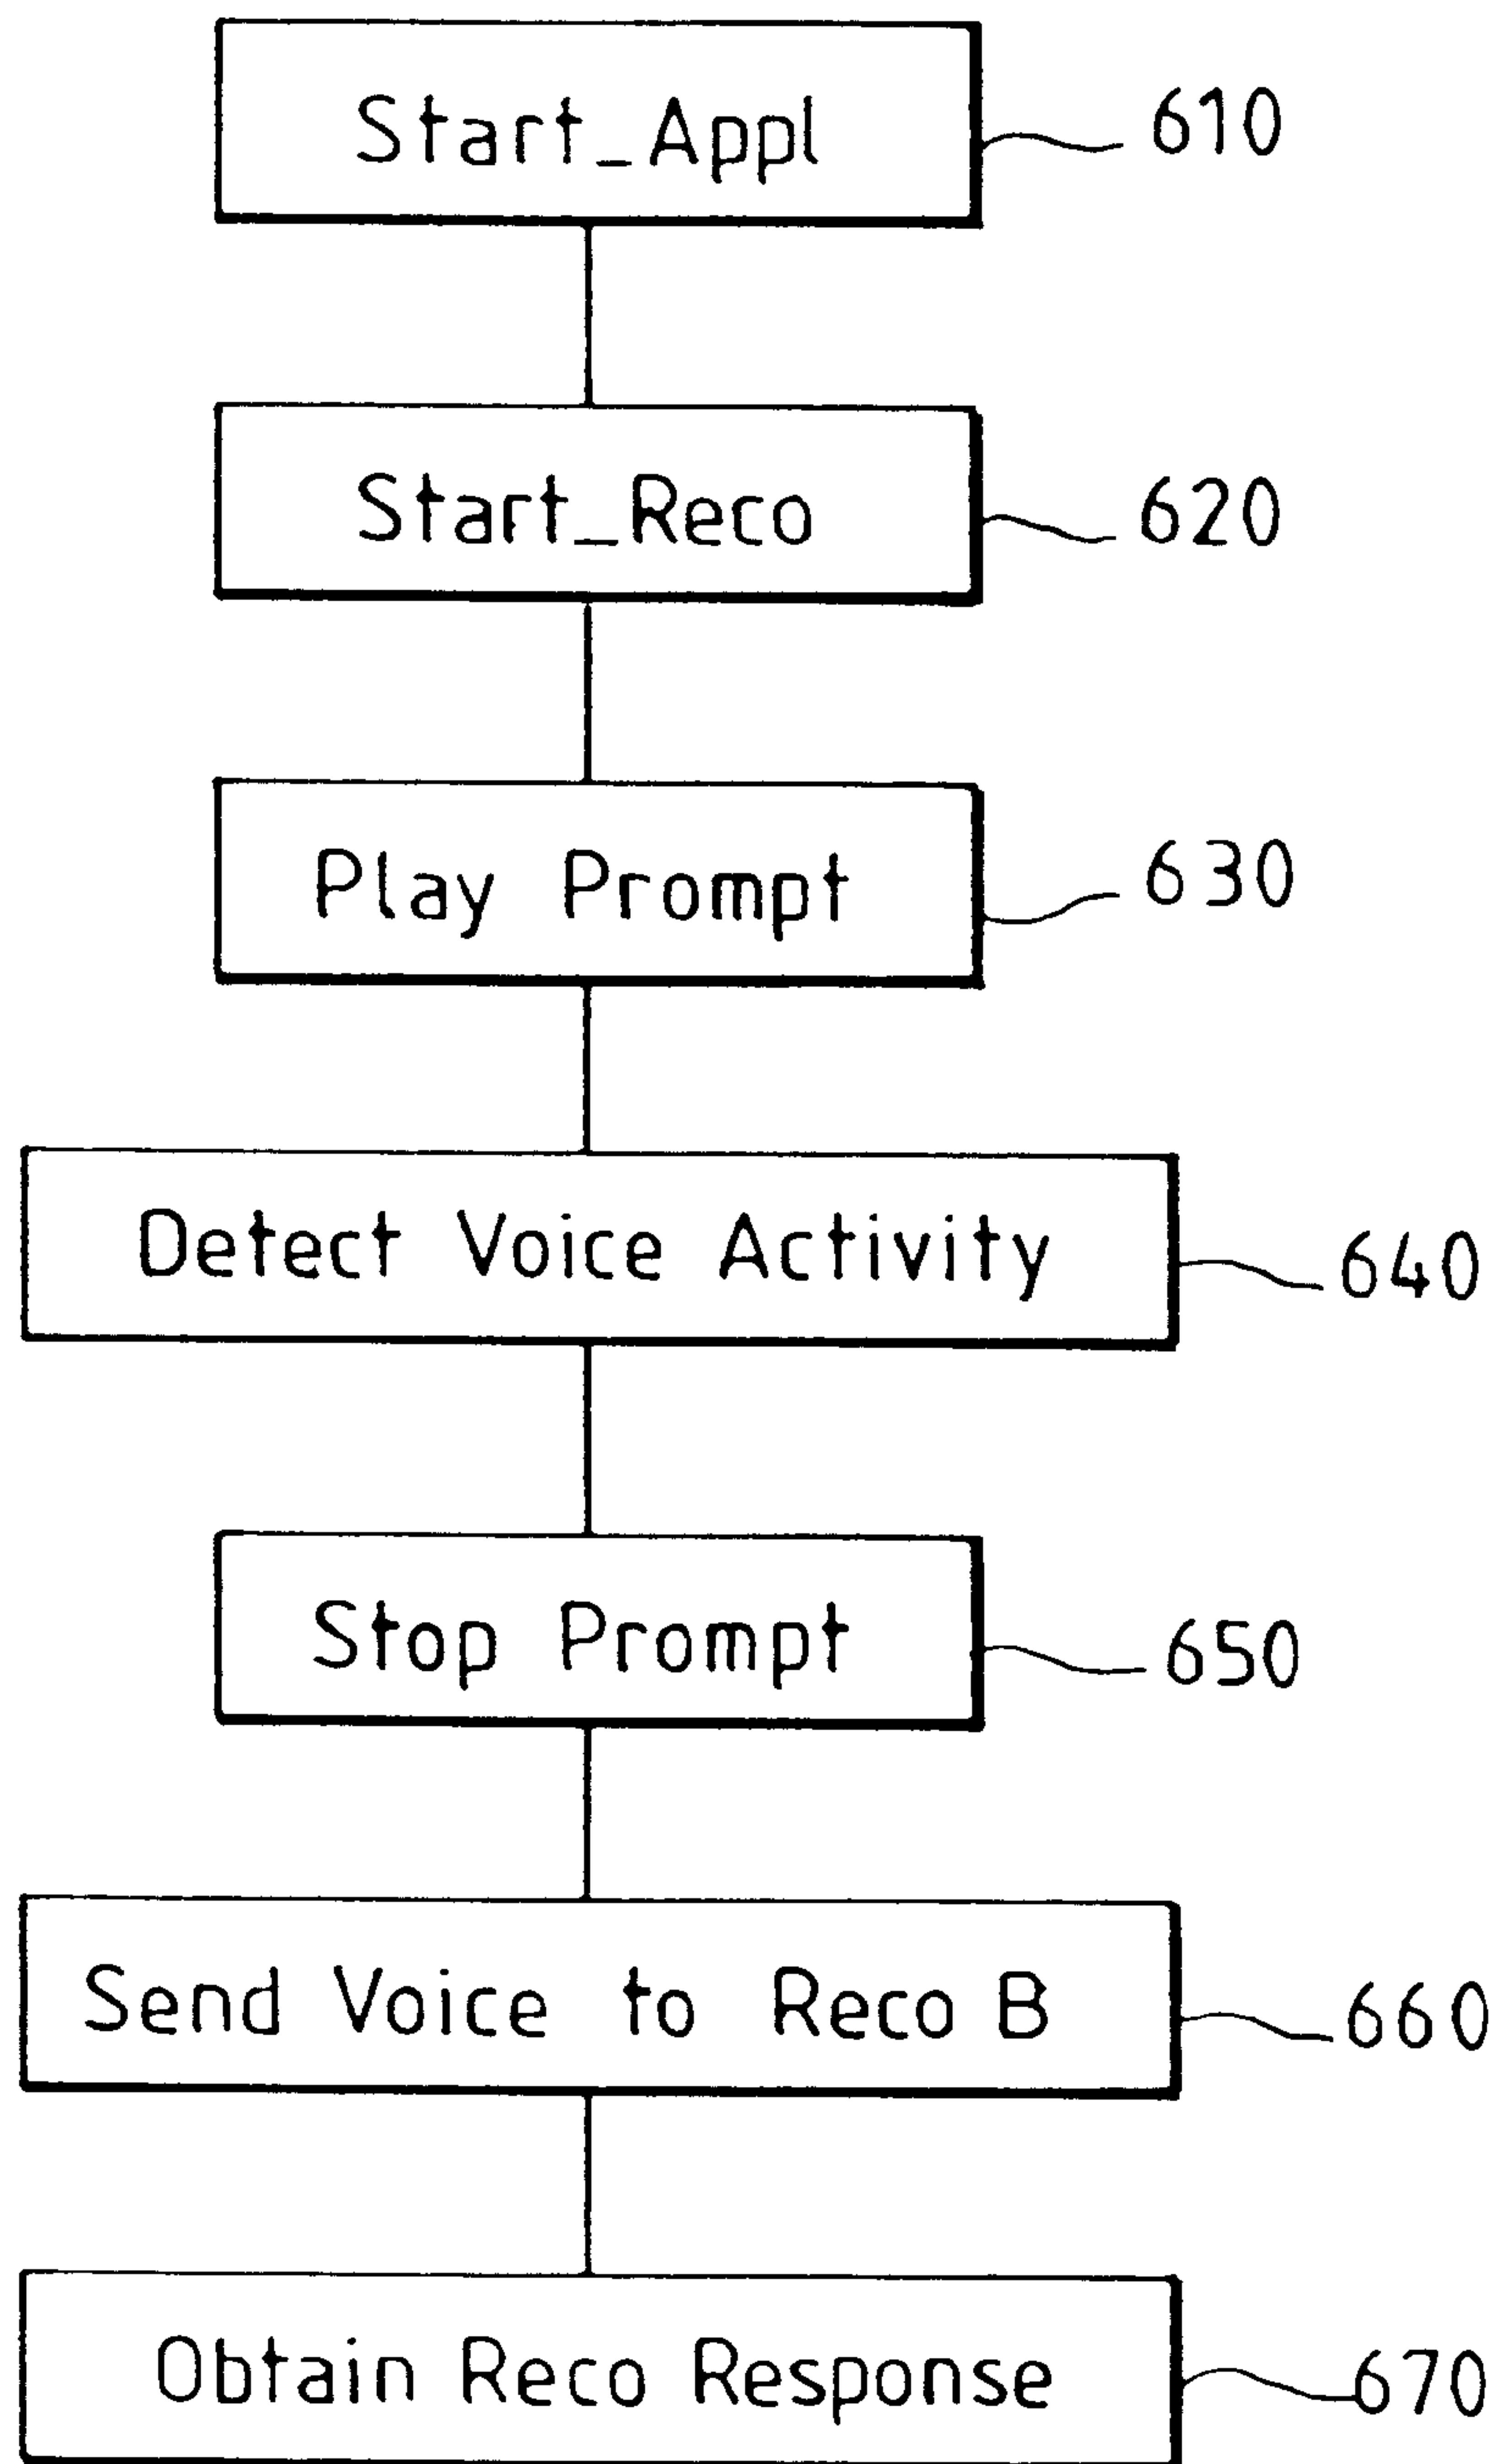 Start_Appl 610
Start_Reco 620
Play Prompt 630
Detect Voice Activity 640
Stop Prompt 650
Send Voice to Reco B 660
Obtain Reco Response 670